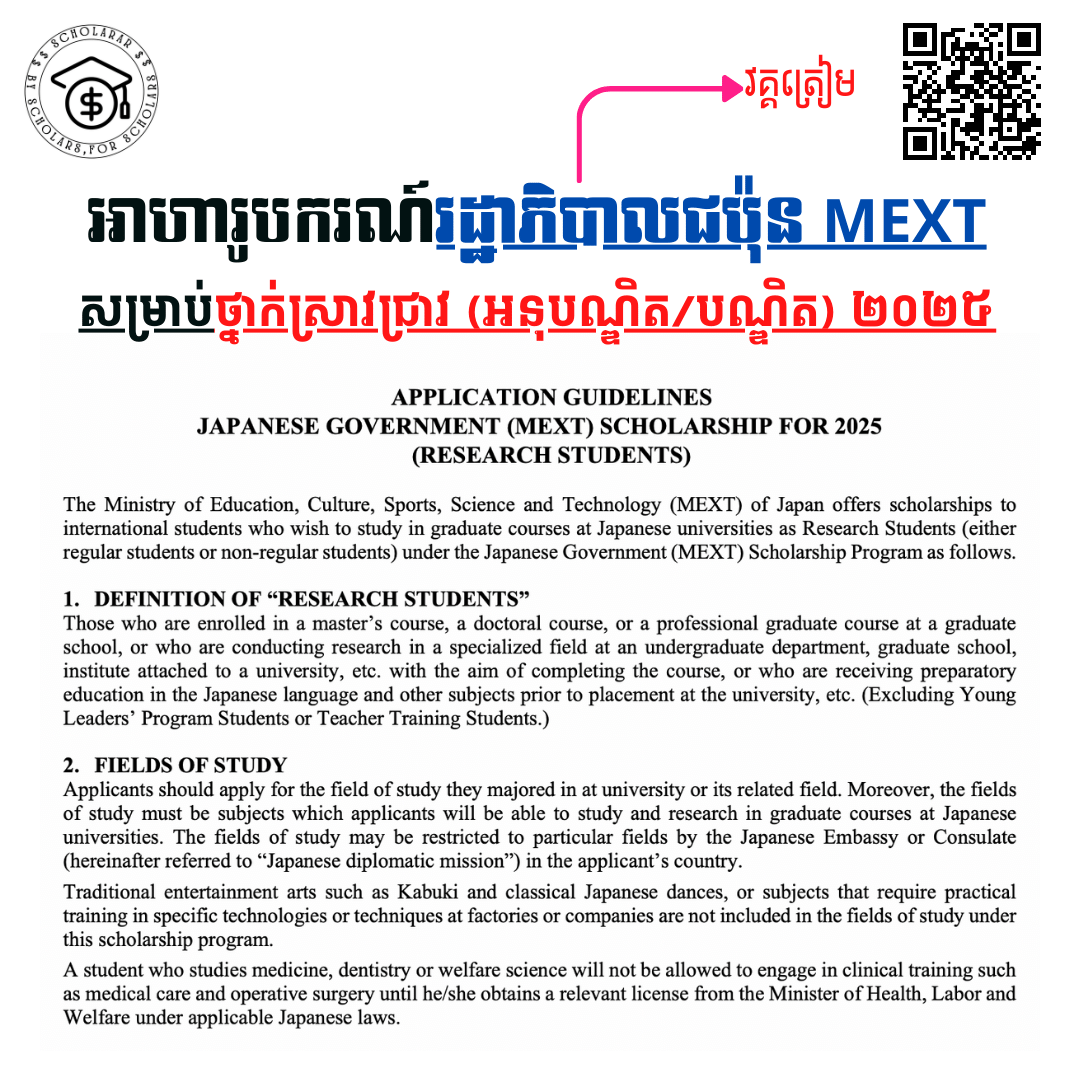 $$ SCHOLARAR $$ BY SCHOLARS,FOR SCHOLARS
$
វគ្គត្រៀម
អាហារូបករណ៍រដ្ឋាភិបាលជប៉ុន MEXT
សម្រាប់ថ្នាក់ស្រាវជ្រាវ (អនុបណ្ឌិត/បណ្ឌិត) ២០២៥
APPLICATION GUIDELINES
JAPANESE GOVERNMENT (MEXT) SCHOLARSHIP FOR 2025
(RESEARCH STUDENTS)
The Ministry of Education, Culture, Sports, Science and Technology (MEXT) of Japan offers scholarships to
international students who wish to study in graduate courses at Japanese universities as Research Students (either
regular students or non-regular students) under the Japanese Government (MEXT) Scholarship Program as follows.
1. DEFINITION OF “RESEARCH STUDENTS”
Those who are enrolled in a master’s course, a doctoral course, or a professional graduate course at a graduate
school, or who are conducting research in a specialized field at an undergraduate department, graduate school,
institute attached to a university, etc. with the aim of completing the course, or who are receiving preparatory
education in the Japanese language and other subjects prior to placement at the university, etc. (Excluding Young
Leaders’ Program Students or Teacher Training Students.)
2. FIELDS OF STUDY
Applicants should apply for the field of study they majored in at university or its related field. Moreover, the fields
of study must be subjects which applicants will be able to study and research in graduate courses at Japanese
universities. The fields of study may be restricted to particular fields by the Japanese Embassy or Consulate
(hereinafter referred to “Japanese diplomatic mission”) in the applicant’s country.
Traditional entertainment arts such as Kabuki and classical Japanese dances, or subjects that require practical
training in specific technologies or techniques at factories or companies are not included in the fields of study under
this scholarship program.
A student who studies medicine, dentistry or welfare science will not be allowed to engage in clinical training such
as medical care and operative surgery until he/she obtains a relevant license from the Minister of Health, Labor and
Welfare under applicable Japanese laws.